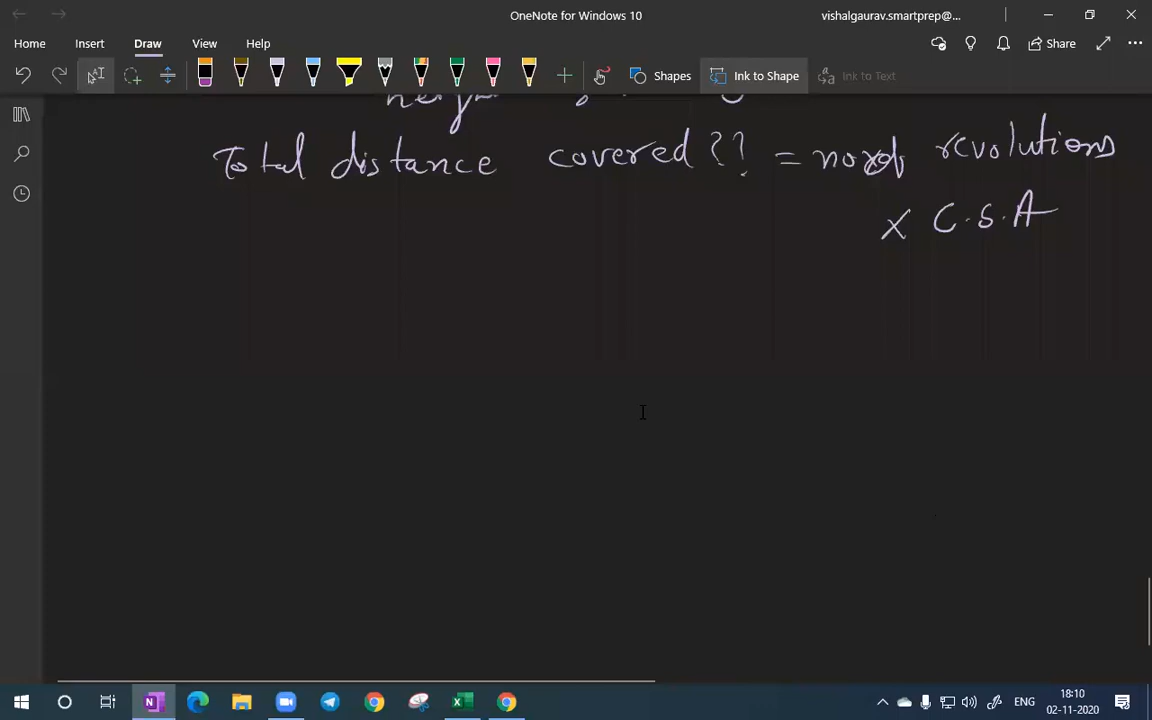 OneNote for Windows 10
vishalgaurav.smartprep@...
Home Insert Draw View Help
Share
Shapes
Ink to Shape
Ink to Text
Total distance covered ?? = no of revolutions
x C.S.A
ENG
18:10
02-11-2020